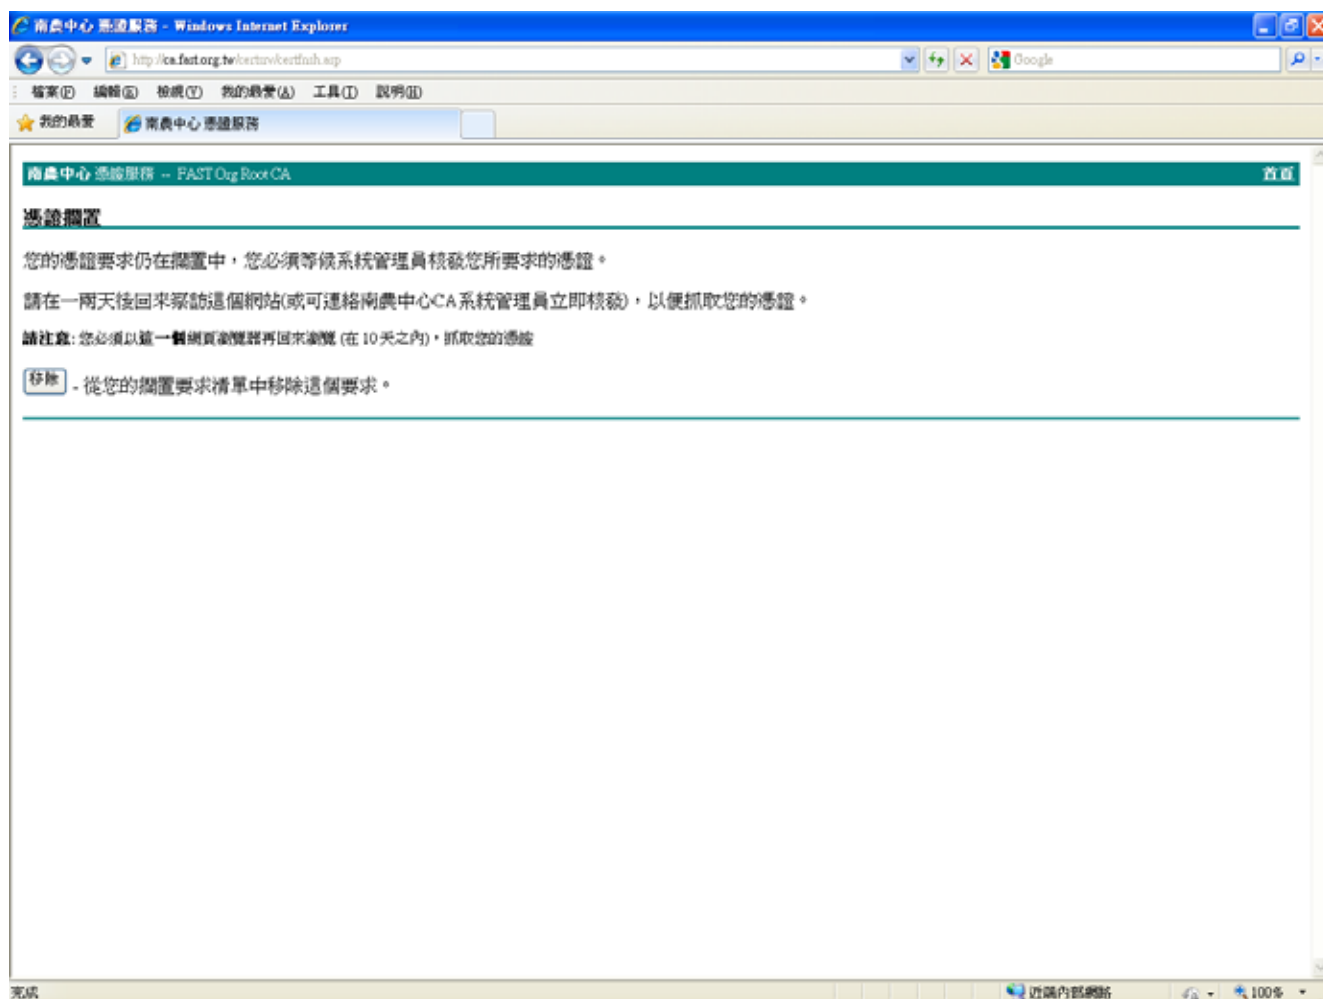 南農中心 憑證服務 - Windows Internet Explorer
http://ca.fast.org.tw/certsrv/certfnsh.asp
Google
檔案(F) 編輯(E) 檢視(V) 我的最愛(A) 工具(T) 說明(H)
我的最愛 南農中心 憑證服務
南農中心 憑證服務 -- FAST Org Root CA 首頁
憑證擱置
您的憑證要求仍在擱置中，您必須等候系統管理員核發您所要求的憑證。
請在一兩天後回來察訪這個網站(或可連絡南農中心CA系統管理員立即核發)，以便抓取您的憑證。
請注意: 您必須以這一個網頁瀏覽器再回來瀏覽 (在 10 天之內)，抓取您的憑證
移除 - 從您的擱置要求清單中移除這個要求。
完成 近端內部網路 100%